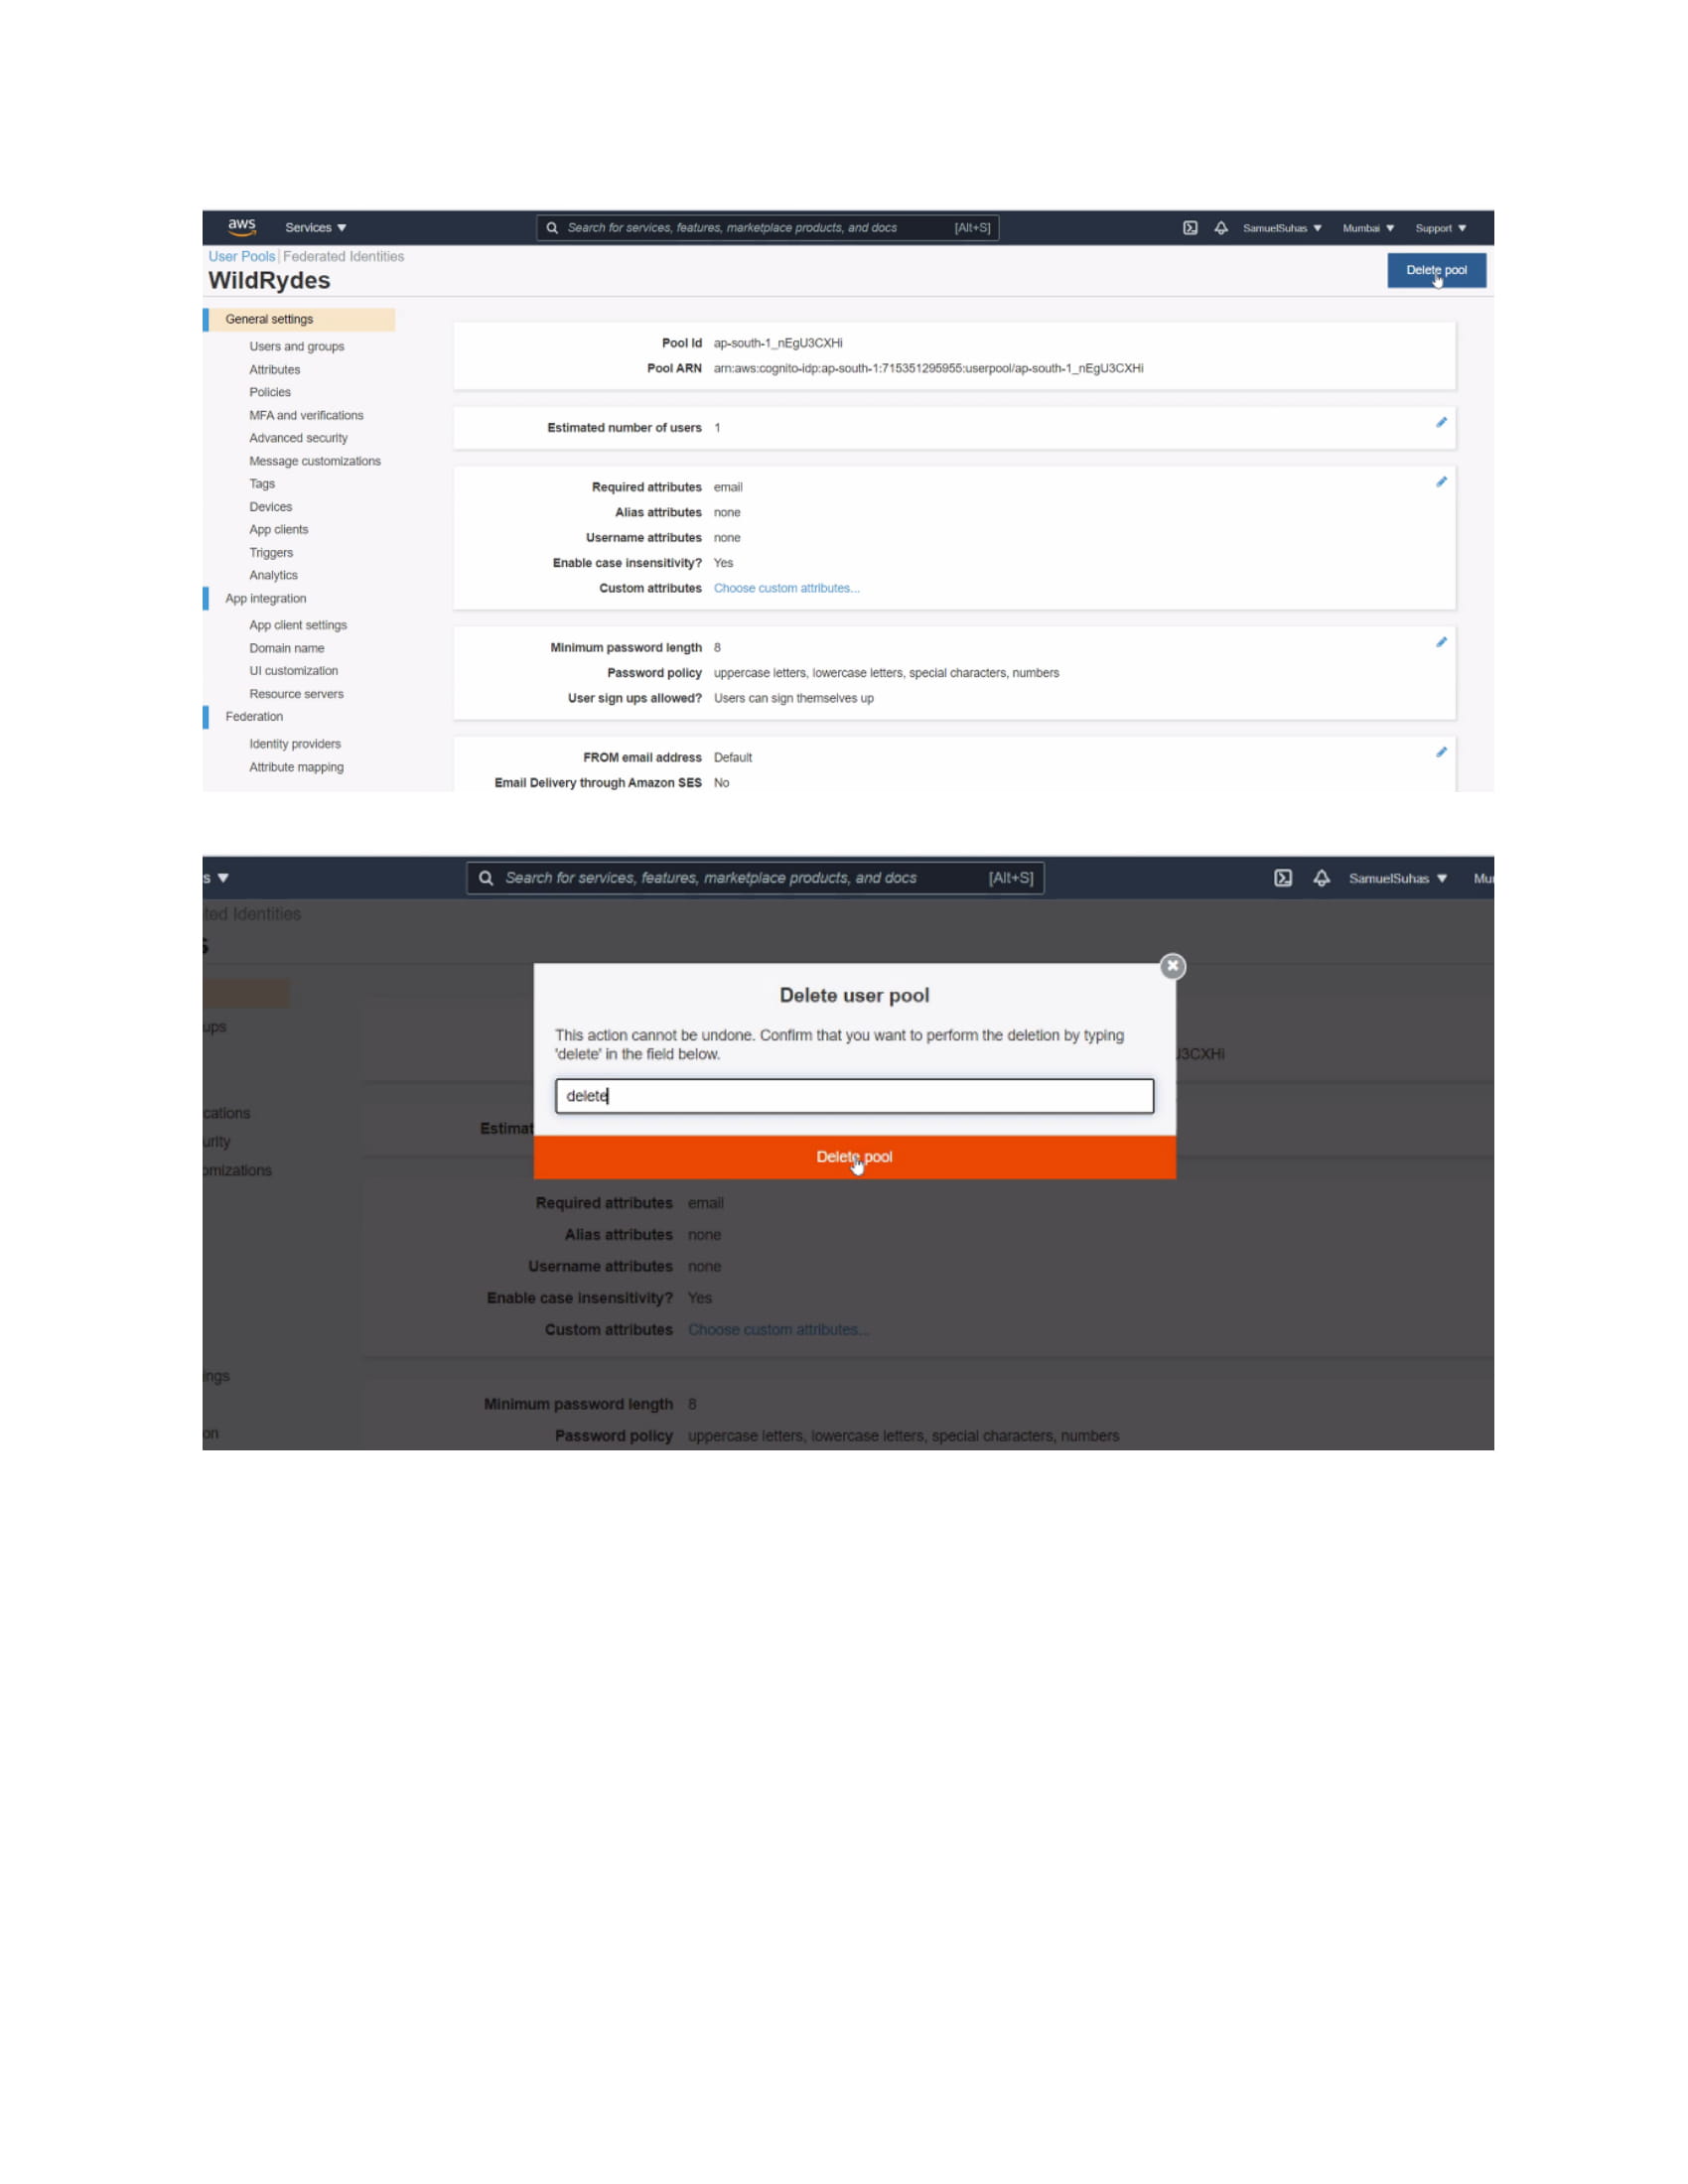 aws Services ▼ Search for services, features, marketplace products, and docs [Alt+S] SamuelSuhas ▼ Mumbai ▼ Support ▼
User Pools | Federated Identities
WildRydes
Delete pool
General settings
Users and groups
Attributes
Policies
MFA and verifications
Advanced security
Message customizations
Tags
Devices
App clients
Triggers
Analytics
App integration
App client settings
Domain name
UI customization
Resource servers
Federation
Identity providers
Attribute mapping
Pool Id ap-south-1_nEgU3CXHi
Pool ARN arn:aws:cognito-idp:ap-south-1:715351295955:userpool/ap-south-1_nEgU3CXHi
Estimated number of users 1
Required attributes email
Alias attributes none
Username attributes none
Enable case insensitivity? Yes
Custom attributes Choose custom attributes...
Minimum password length 8
Password policy uppercase letters, lowercase letters, special characters, numbers
User sign ups allowed? Users can sign themselves up
FROM email address Default
Email Delivery through Amazon SES No
s ▼ Search for services, features, marketplace products, and docs [Alt+S] SamuelSuhas ▼ Mu
ted Identities
s
Delete user pool
This action cannot be undone. Confirm that you want to perform the deletion by typing
'delete' in the field below.
delete
Delete pool
ups
J3CXHi
cations
Estimat
urity
omizations
Required attributes email
Alias attributes none
Username attributes none
Enable case insensitivity? Yes
Custom attributes Choose custom attributes...
ings
Minimum password length 8
on
Password policy uppercase letters, lowercase letters, special characters, numbers